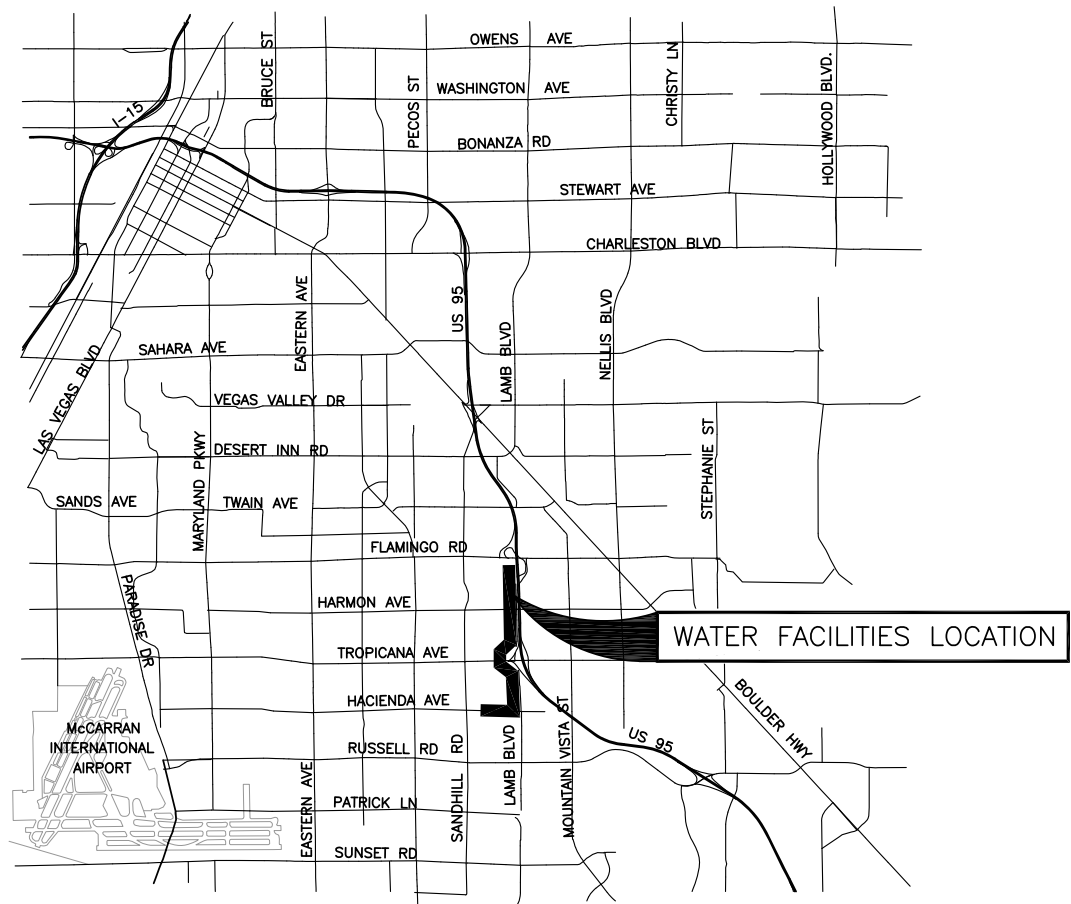 OWENS AVE
BRUCE ST
CHRISTY LN
HOLLYWOOD BLVD.
PECOS ST
WASHINGTON AVE
I-15
BONANZA RD
STEWART AVE
CHARLESTON BLVD
EASTERN AVE
US 95
LAMB BLVD
NELLIS BLVD
LAS VEGAS BLVD
SAHARA AVE
VEGAS VALLEY DR
MARYLAND PKWY
DESERT INN RD
STEPHANIE ST
SANDS AVE
TWAIN AVE
FLAMINGO RD
PARADISE DR
HARMON AVE
WATER FACILITIES LOCATION
TROPICANA AVE
HACIENDA AVE
BOULDER HWY
McCARRAN
INTERNATIONAL
AIRPORT
RUSSELL RD
US 95
SANDHILL RD
LAMB BLVD
MOUNTAIN VISTA ST
EASTERN AVE
PATRICK LN
SUNSET RD